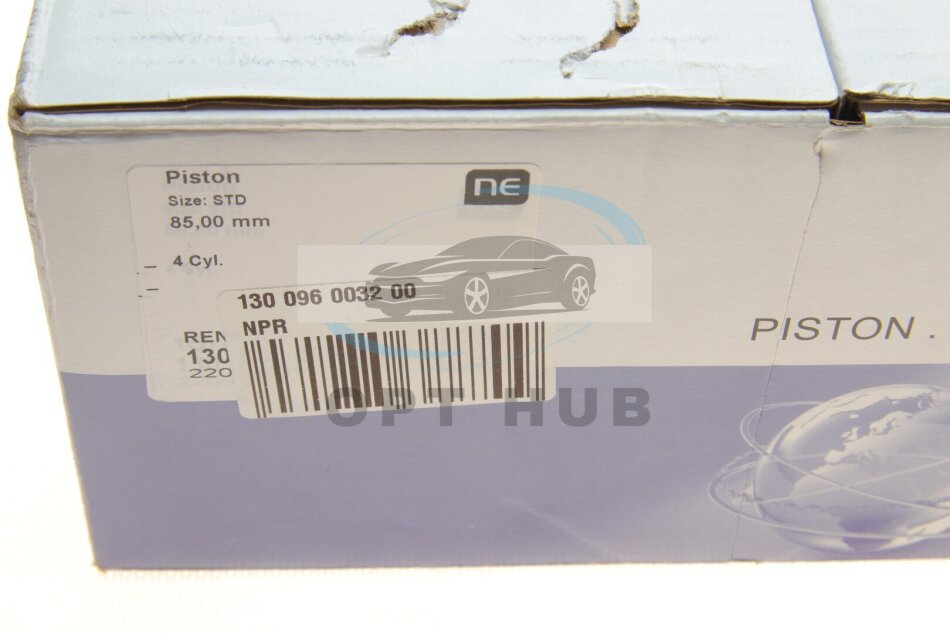 Piston
Size: STD
85,00 mm
4 Cyl.
NE
130 096 0032 00
NPR
REN
130
220
PISTON .
OPT HUB